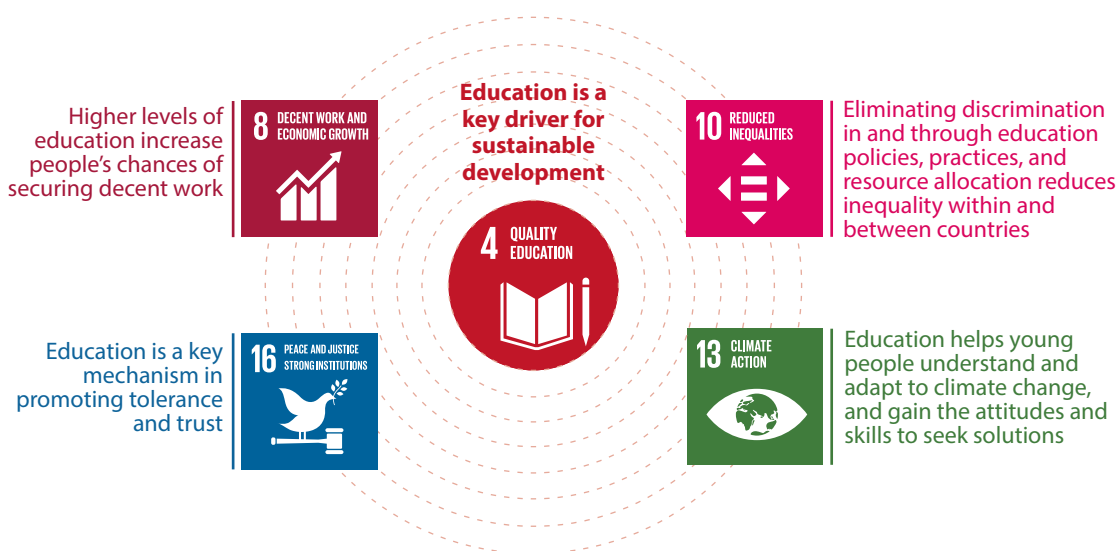 Education is a
key driver for
sustainable
development
4 QUALITY
EDUCATION
Higher levels of
education increase
people’s chances of
securing decent work
8 DECENT WORK AND
ECONOMIC GROWTH
10 REDUCED
INEQUALITIES
Eliminating discrimination
in and through education
policies, practices, and
resource allocation reduces
inequality within and
between countries
Education is a key
mechanism in
promoting tolerance
and trust
16 PEACE AND JUSTICE
STRONG INSTITUTIONS
13 CLIMATE
ACTION
Education helps young
people understand and
adapt to climate change,
and gain the attitudes and
skills to seek solutions